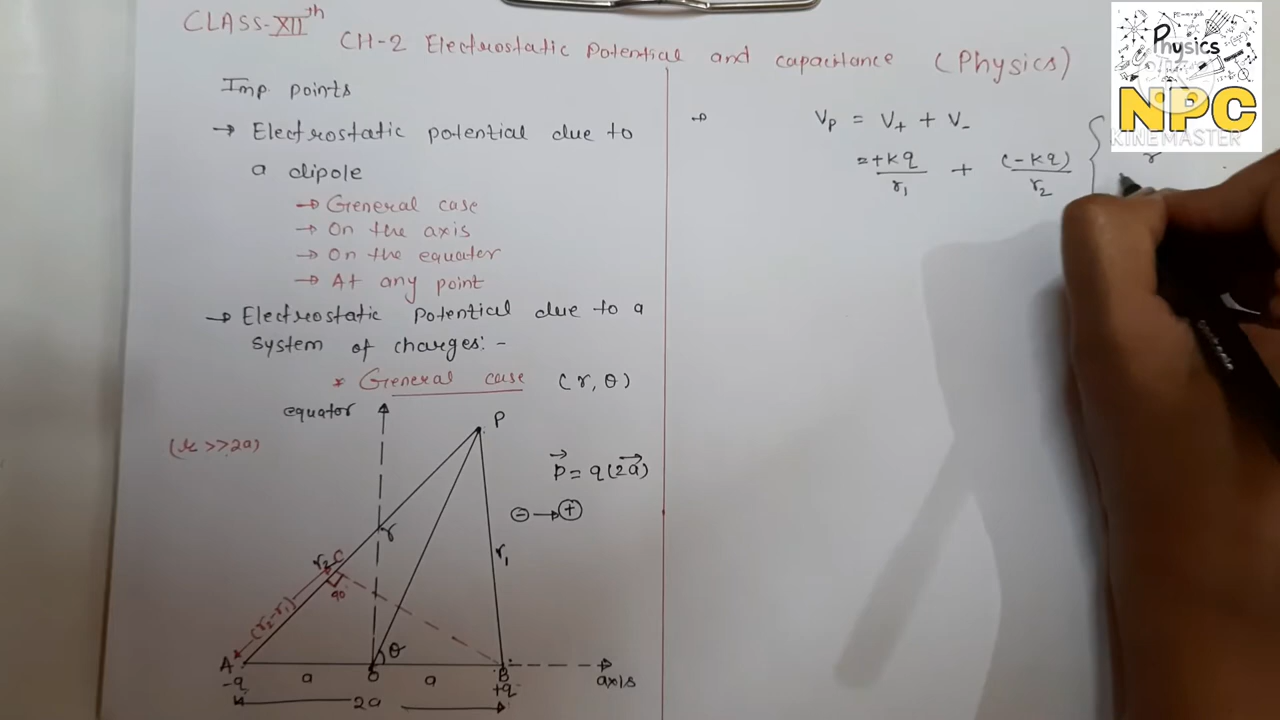 CLASS-XIIth
CH-2 Electrostatic Potential and capacitance (Physics)
Imp. points
→ Electrostatic potential due to
a dipole
→ General case
→ On the axis
→ On the equator
→ At any point
→ Electrostatic Potential due to a
system of charges:-
* General case (r, θ)
equator
(r >> 2a)
P
p⃗ = q(2a⃗)
⊖ → ⊕
r
r₂ C
r₁
90°
(r₂-r₁)
θ
A O B
-q a a +q axis
2a
→ Vp = V₊ + V₋
= +kq/r₁ + (-kq)/r₂ {
r
Physics
NPC
KINEMASTER